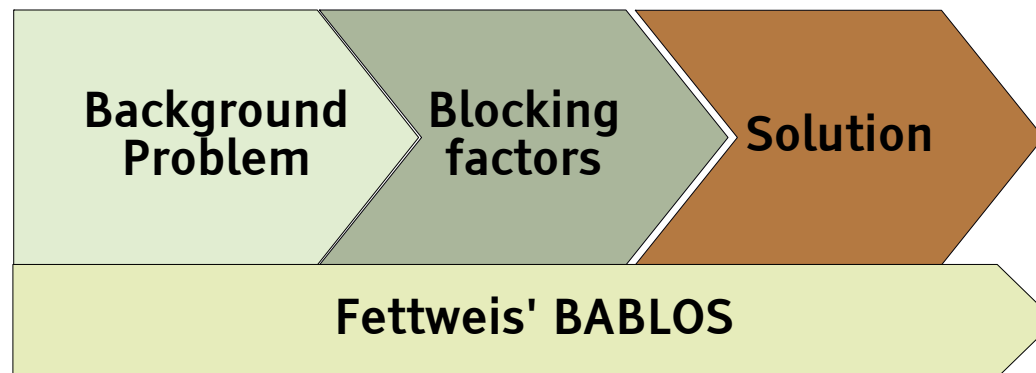 Background
Problem
Blocking
factors
Solution
Fettweis' BABLOS